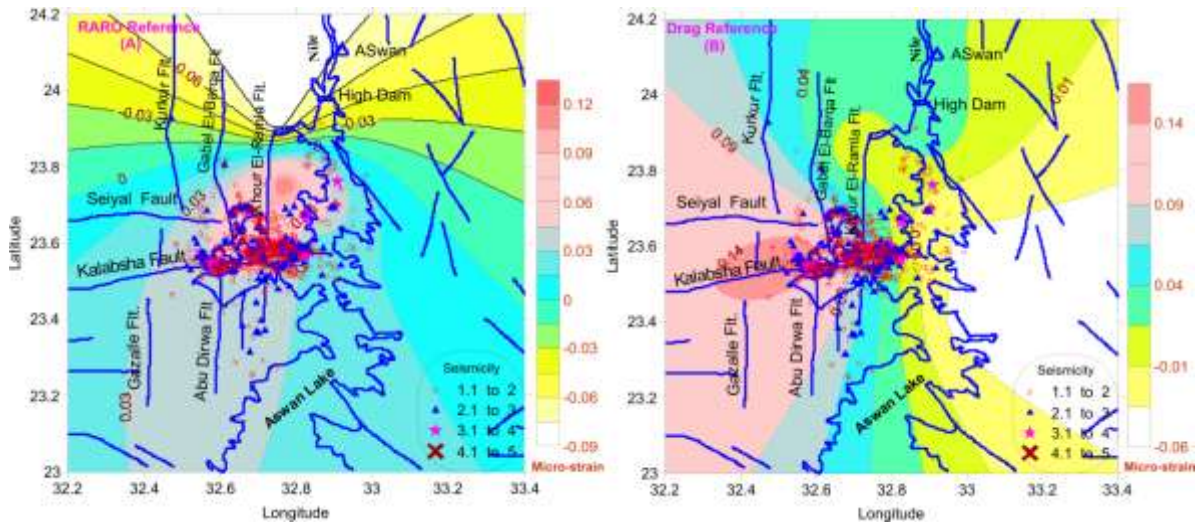 RARO Reference
(A)
24.2
24
23.8
23.6
23.4
23.2
23
Latitude
32.2
32.4
32.6
32.8
33
33.2
33.4
Longitude
Kurkur Flt.
Gabel El-Barqa Flt.
Khour El-Ramla Flt.
Nile
ASwan
High Dam
0.06
-0.03
-0.03
0
0.03
Seiyal Fault
Kalabsha Fault
Gazalle Flt.
Abu Dirwa Flt.
0.03
Aswan Lake
Seismicity
1.1 to 2
2.1 to 3
3.1 to 4
4.1 to 5
0.12
0.09
0.06
0.03
0
-0.03
-0.06
-0.09
Micro-strain
Drag Reference
(B)
24.2
24
23.8
23.6
23.4
23.2
23
Latitude
32.2
32.4
32.6
32.8
33
33.2
33.4
Longitude
Kurkur Flt.
Gabel El-Barqa Flt.
Khour El-Ramla Flt.
Nile
ASwan
High Dam
0.04
0.01
0.09
0.14
Seiyal Fault
Kalabsha Fault
Gazalle Flt.
Abu Dirwa Flt.
Aswan Lake
Seismicity
1.1 to 2
2.1 to 3
3.1 to 4
4.1 to 5
0.14
0.09
0.04
-0.01
-0.06
Micro-strain